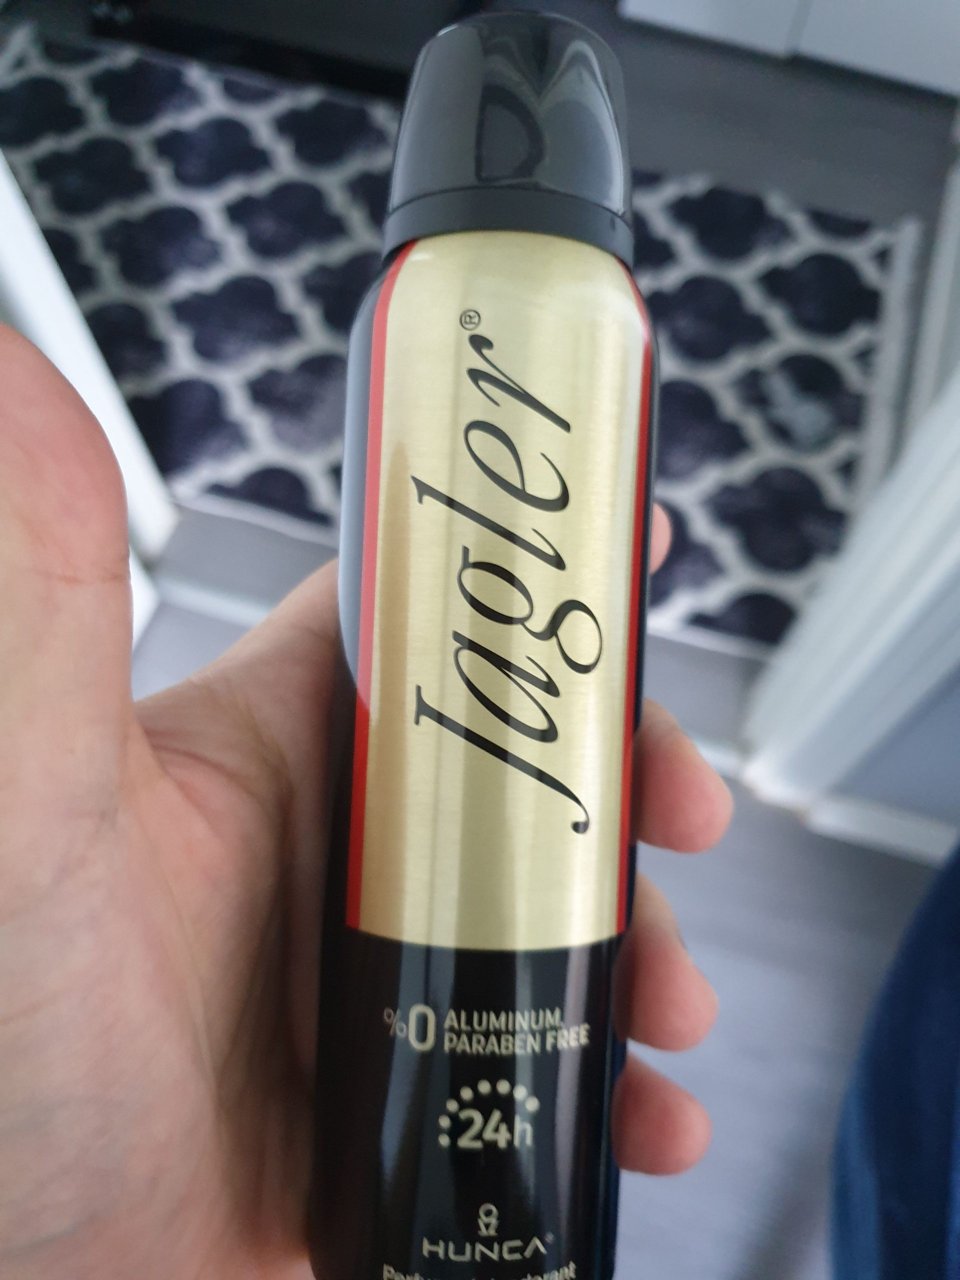 Jagler®
%0 ALUMINUM,
PARABEN FREE
24h
HUNCA®